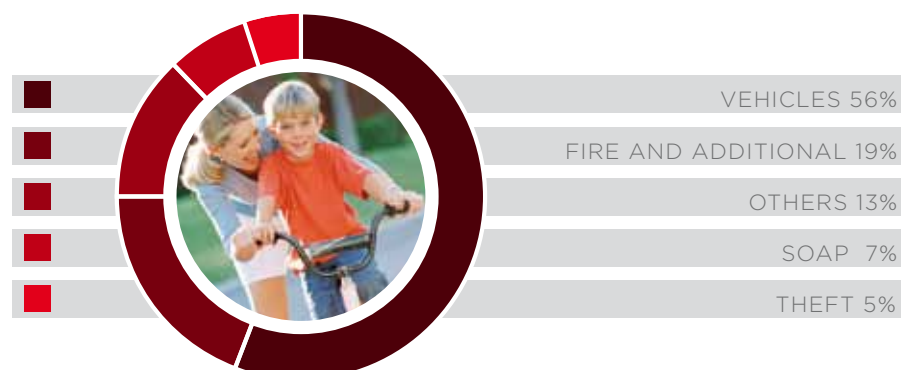 VEHICLES 56%
FIRE AND ADDITIONAL 19%
OTHERS 13%
SOAP 7%
THEFT 5%